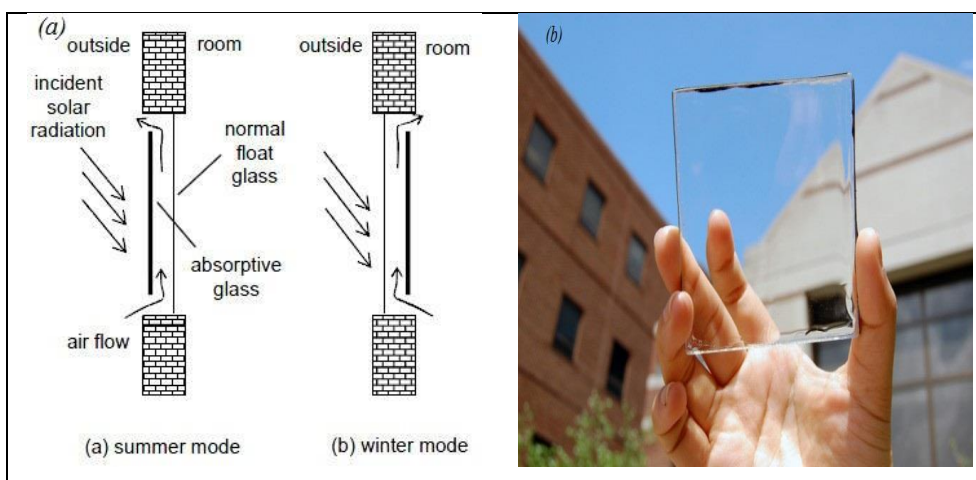 (a)
outside room
incident
solar
radiation
normal
float
glass
absorptive
glass
air flow
(a) summer mode
outside room
(b) winter mode
(b)